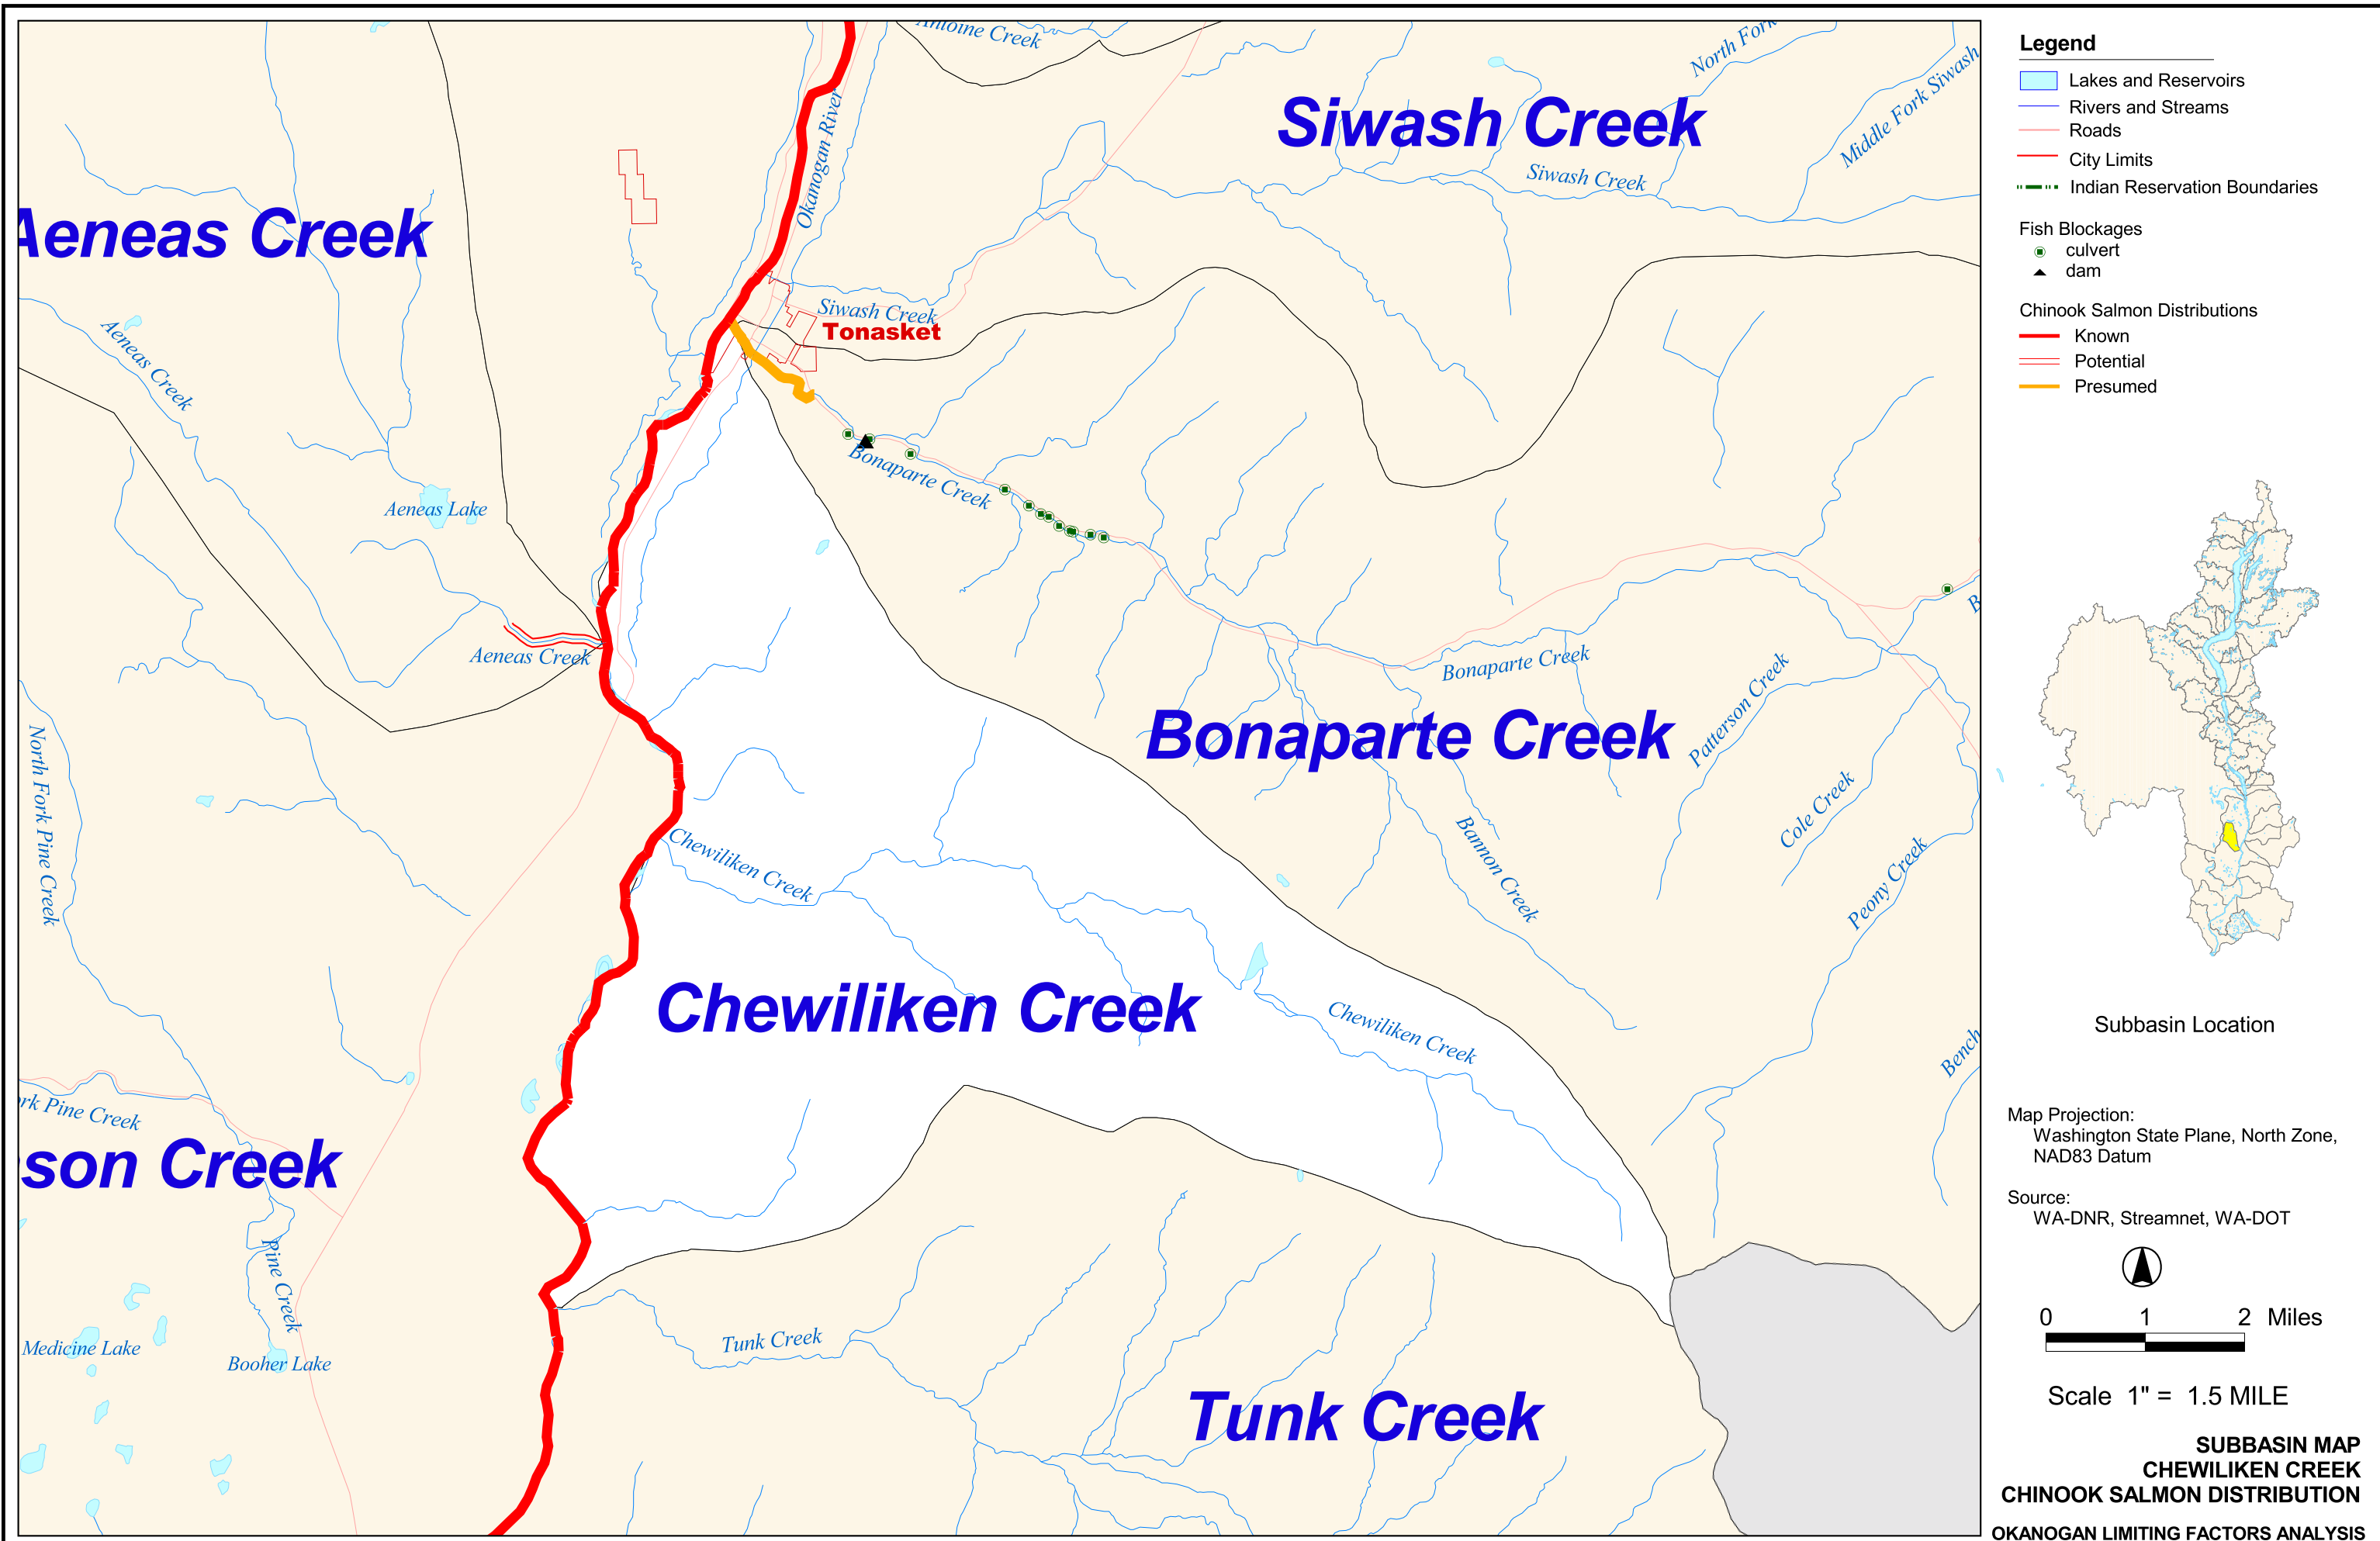 Antoine Creek
North Fork
Middle Fork Siwash
Siwash Creek
Siwash Creek
Okanogan River
Aeneas Creek
Siwash Creek
Tonasket
Aeneas Creek
Bonaparte Creek
Aeneas Lake
B
Aeneas Creek
Bonaparte Creek
Patterson Creek
Bonaparte Creek
North Fork Pine Creek
Cole Creek
Chewiliken Creek
Bannon Creek
Peony Creek
Chewiliken Creek
Chewiliken Creek
Bench
rk Pine Creek
son Creek
Pine Creek
Medicine Lake
Booher Lake
Tunk Creek
Tunk Creek
Legend
Lakes and Reservoirs
Rivers and Streams
Roads
City Limits
Indian Reservation Boundaries
Fish Blockages
culvert
dam
Chinook Salmon Distributions
Known
Potential
Presumed
Subbasin Location
Map Projection:
Washington State Plane, North Zone,
NAD83 Datum
Source:
WA-DNR, Streamnet, WA-DOT
0 1 2 Miles
Scale 1" = 1.5 MILE
SUBBASIN MAP
CHEWILIKEN CREEK
CHINOOK SALMON DISTRIBUTION
OKANOGAN LIMITING FACTORS ANALYSIS